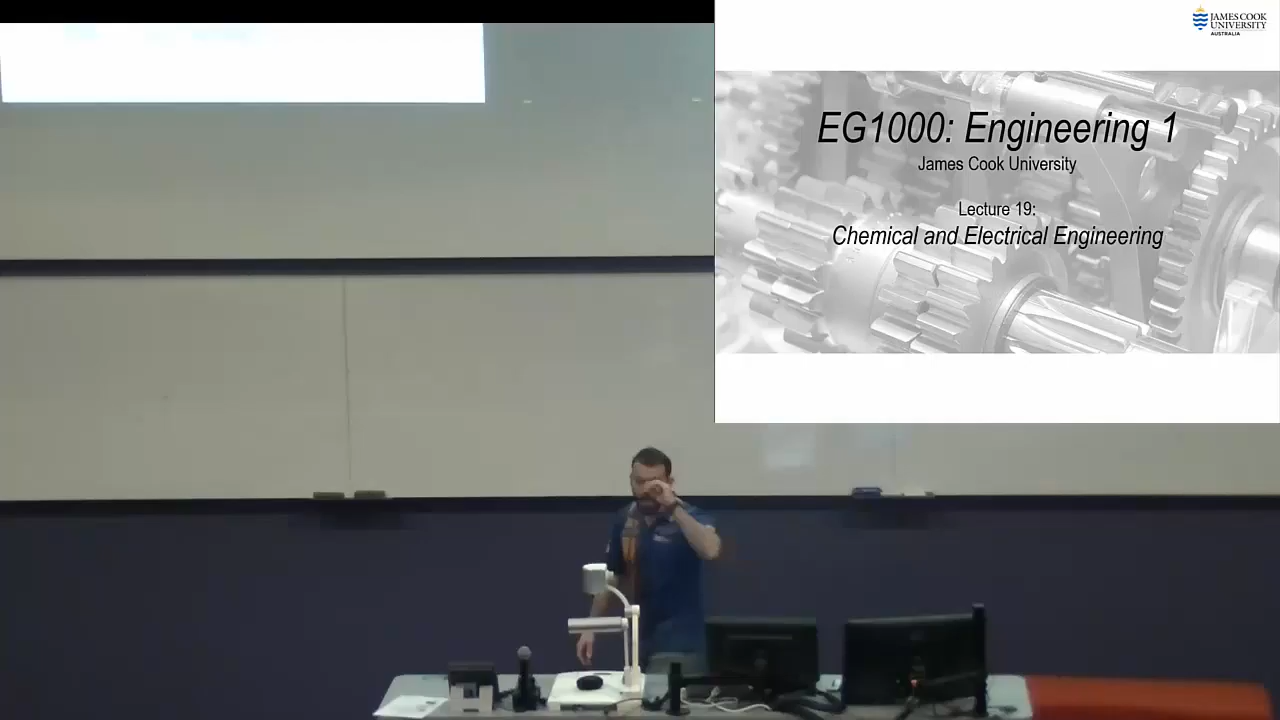 JAMES COOK
UNIVERSITY
AUSTRALIA
EG1000: Engineering 1
James Cook University
Lecture 19:
Chemical and Electrical Engineering